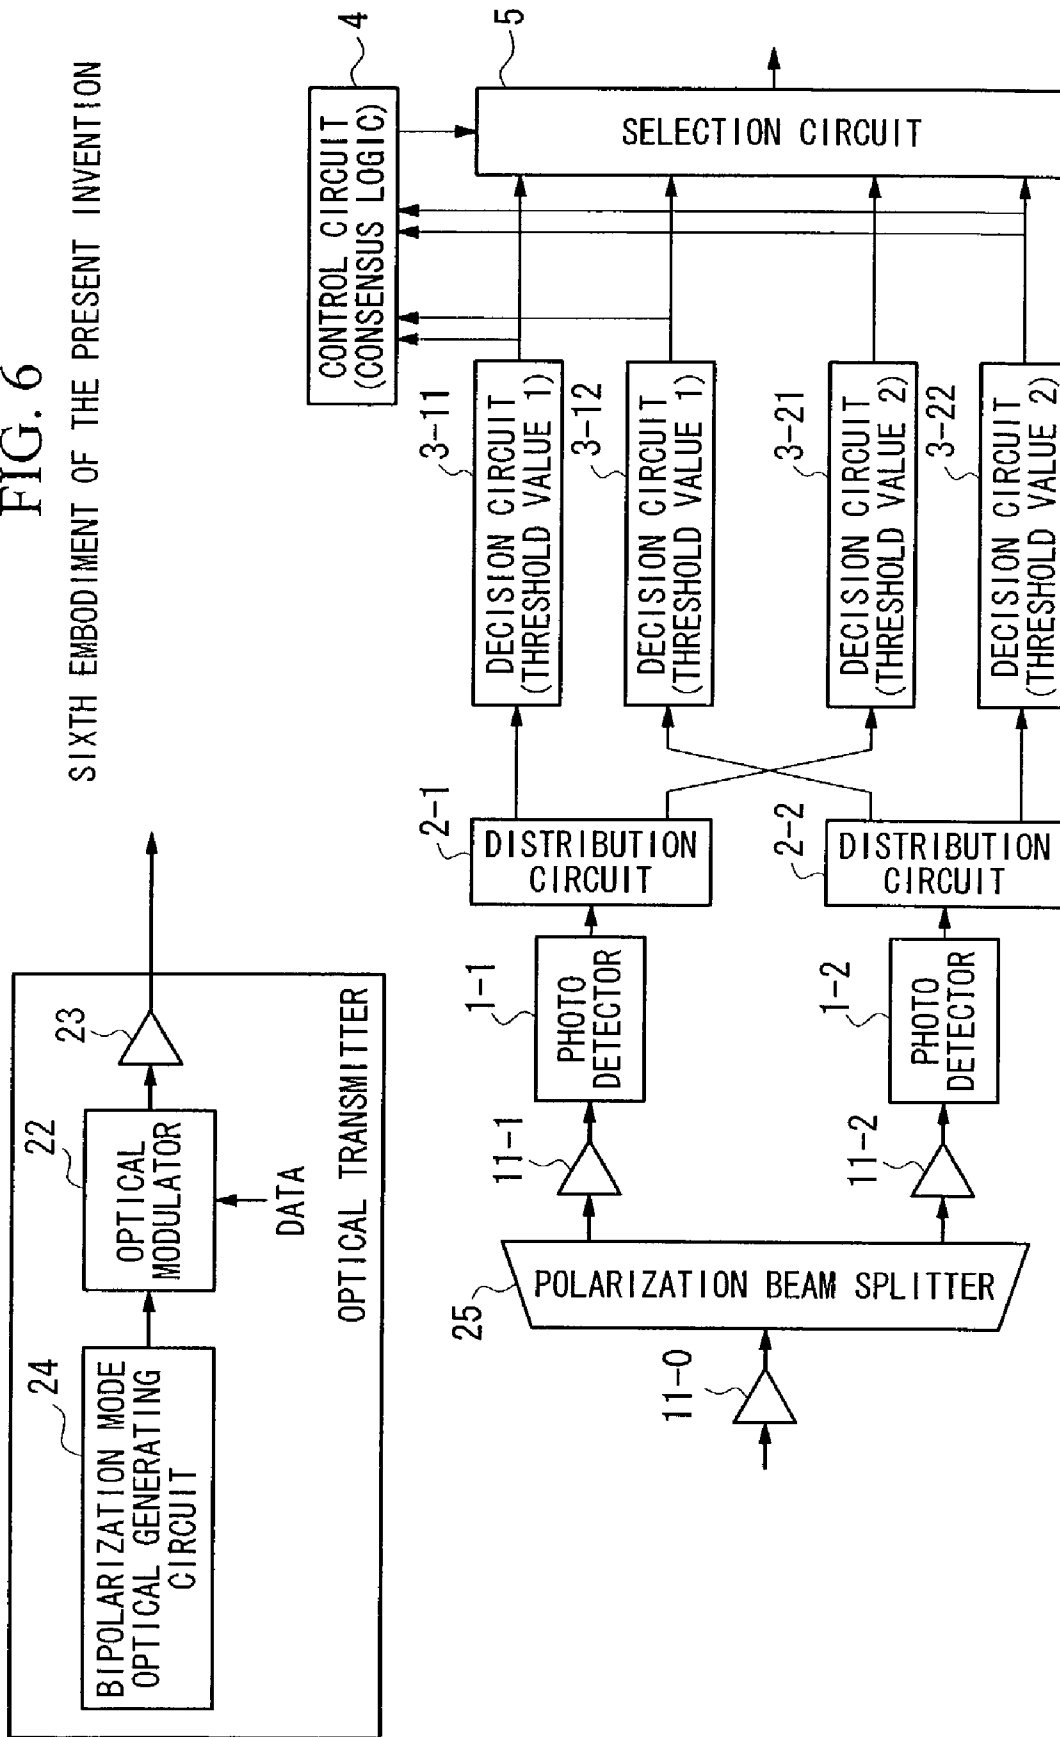 FIG. 6
SIXTH EMBODIMENT OF THE PRESENT INVENTION
24
BIPOLARIZATION MODE
OPTICAL GENERATING
CIRCUIT
22
OPTICAL
MODULATOR
DATA
23
OPTICAL TRANSMITTER
11-0
25
POLARIZATION BEAM SPLITTER
11-1
11-2
1-1
PHOTO
DETECTOR
1-2
PHOTO
DETECTOR
2-1
DISTRIBUTION
CIRCUIT
2-2
DISTRIBUTION
CIRCUIT
3-11
DECISION CIRCUIT
(THRESHOLD VALUE 1)
3-12
DECISION CIRCUIT
(THRESHOLD VALUE 1)
3-21
DECISION CIRCUIT
(THRESHOLD VALUE 2)
3-22
DECISION CIRCUIT
(THRESHOLD VALUE 2)
4
CONTROL CIRCUIT
(CONSENSUS LOGIC)
5
SELECTION CIRCUIT